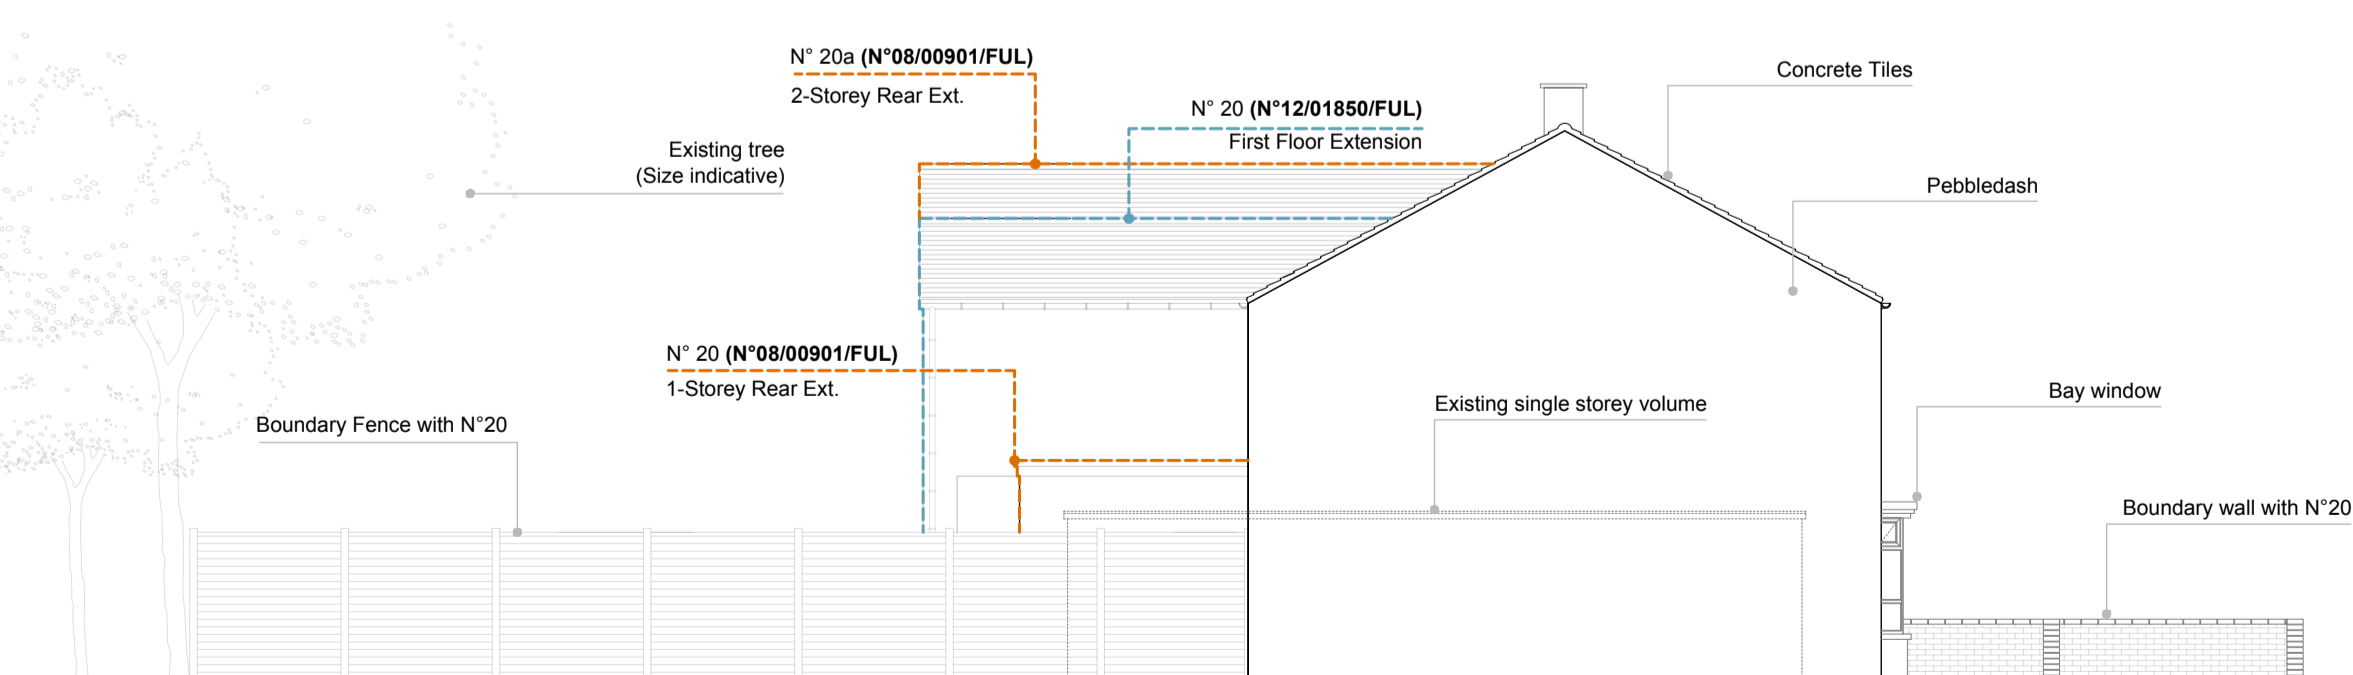 N° 20a (N°08/00901/FUL)
2-Storey Rear Ext.
N° 20 (N°12/01850/FUL)
First Floor Extension
Concrete Tiles
Existing tree
(Size indicative)
Pebbledash
N° 20 (N°08/00901/FUL)
1-Storey Rear Ext.
Boundary Fence with N°20
Existing single storey volume
Bay window
Boundary wall with N°20